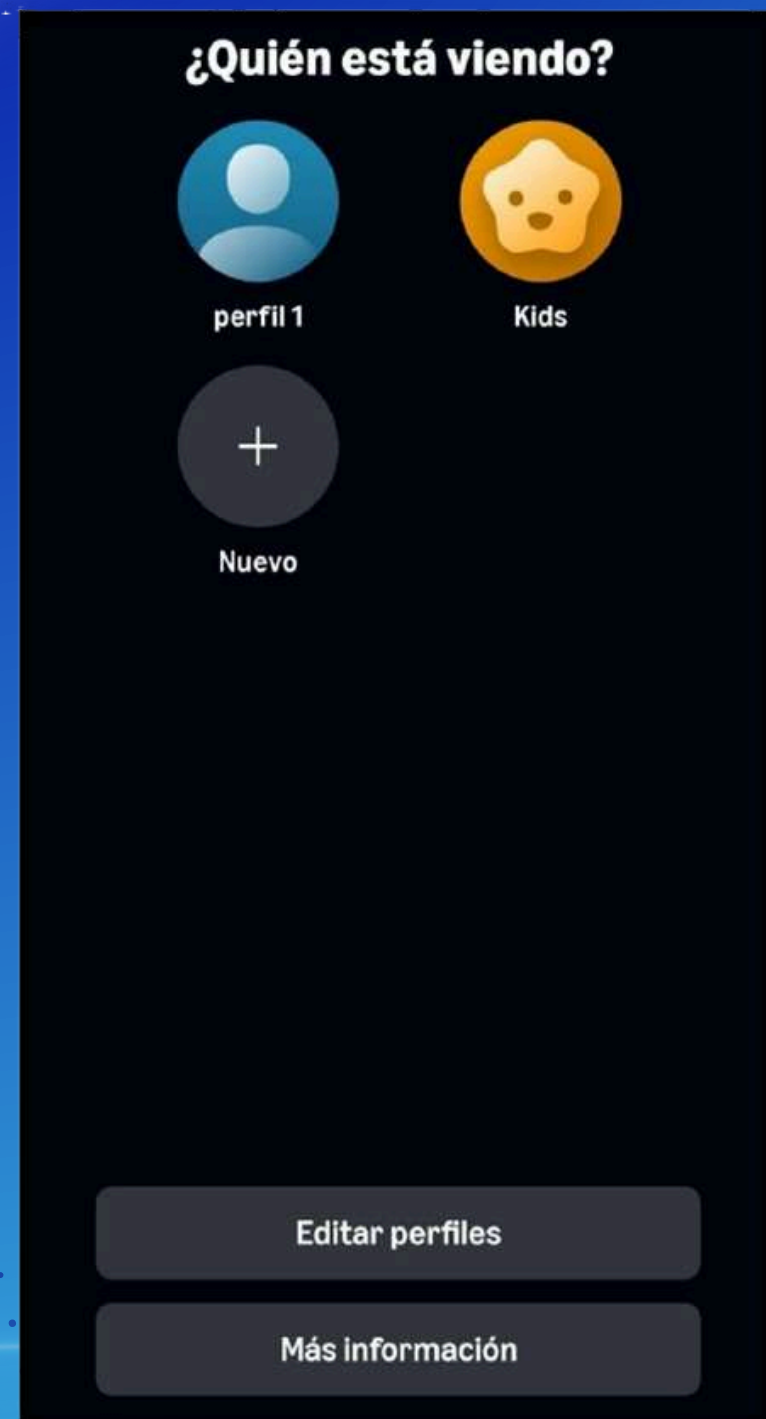 ¿Quién está viendo?
perfil 1
Kids
Nuevo
Editar perfiles
Más información